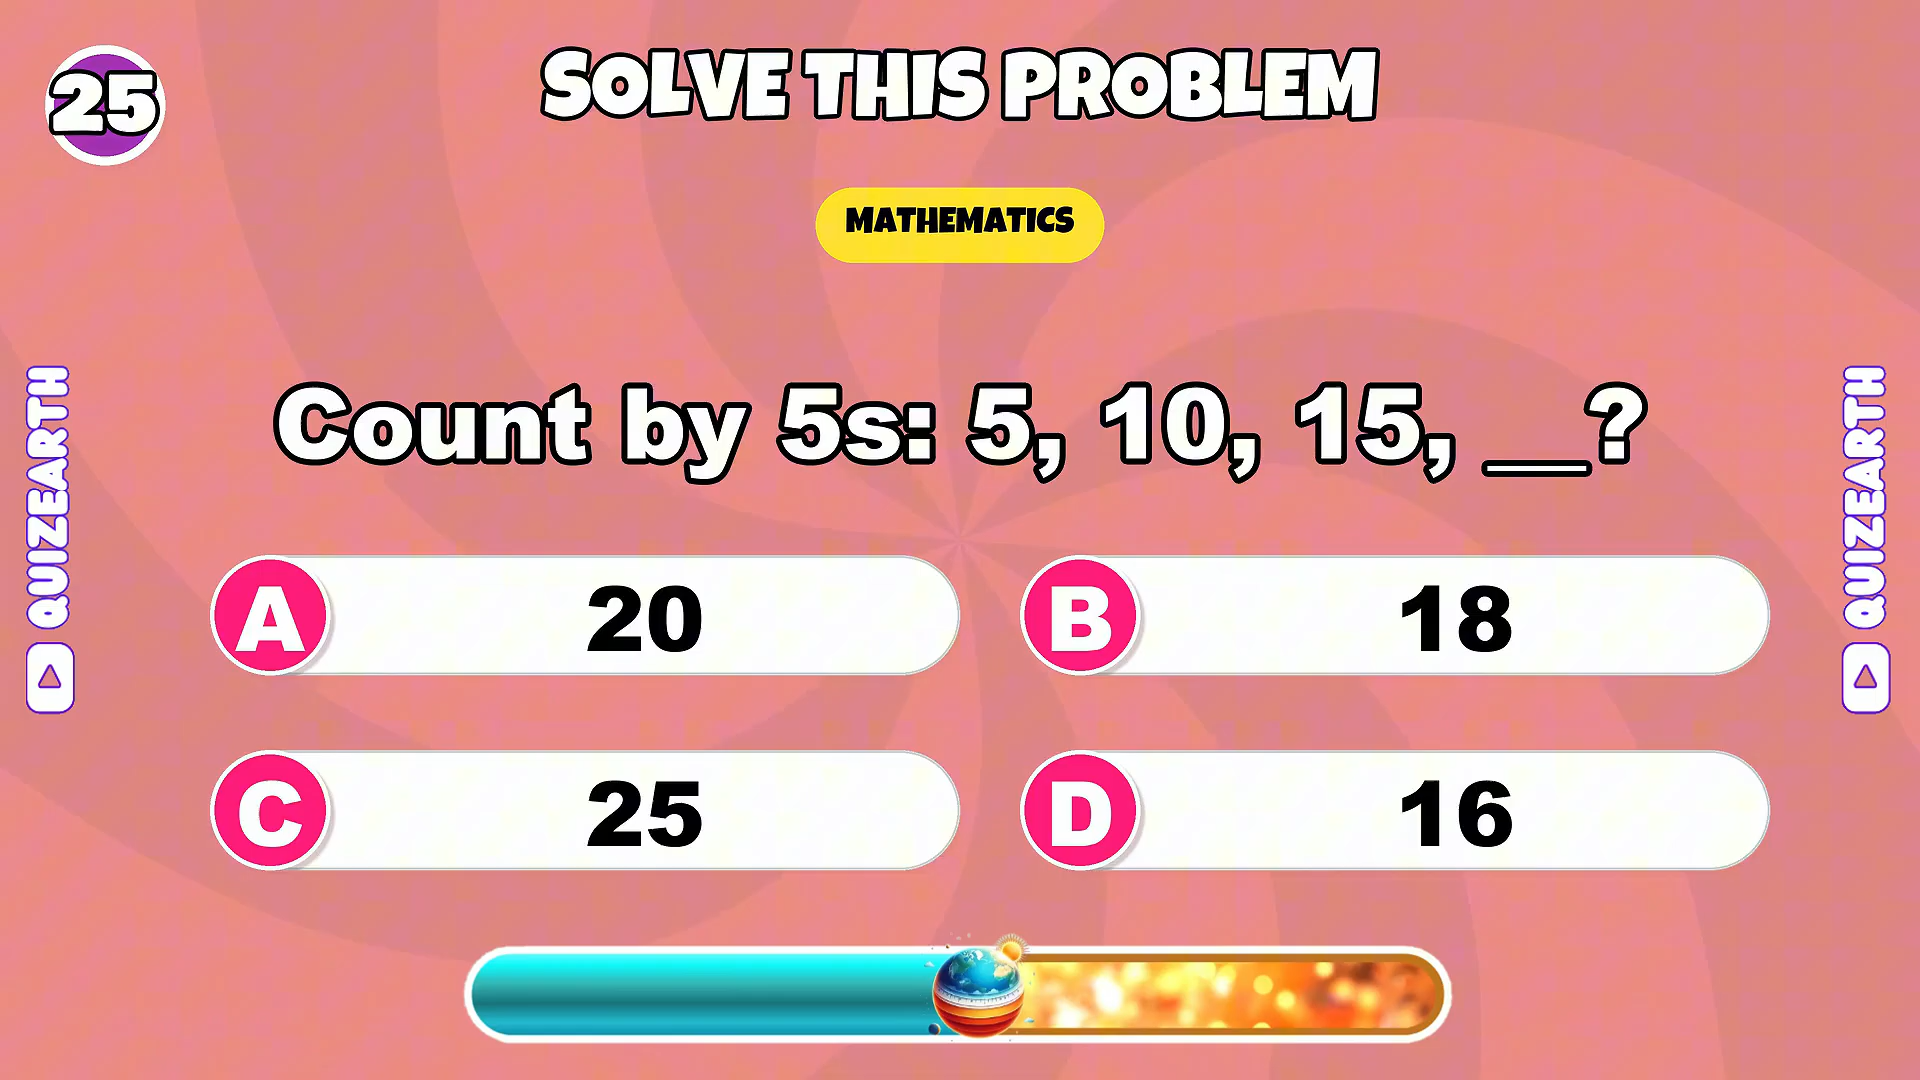 25
SOLVE THIS PROBLEM
MATHEMATICS
Count by 5s: 5, 10, 15, __?
A 20
B 18
C 25
D 16
QUIZEARTH
QUIZEARTH